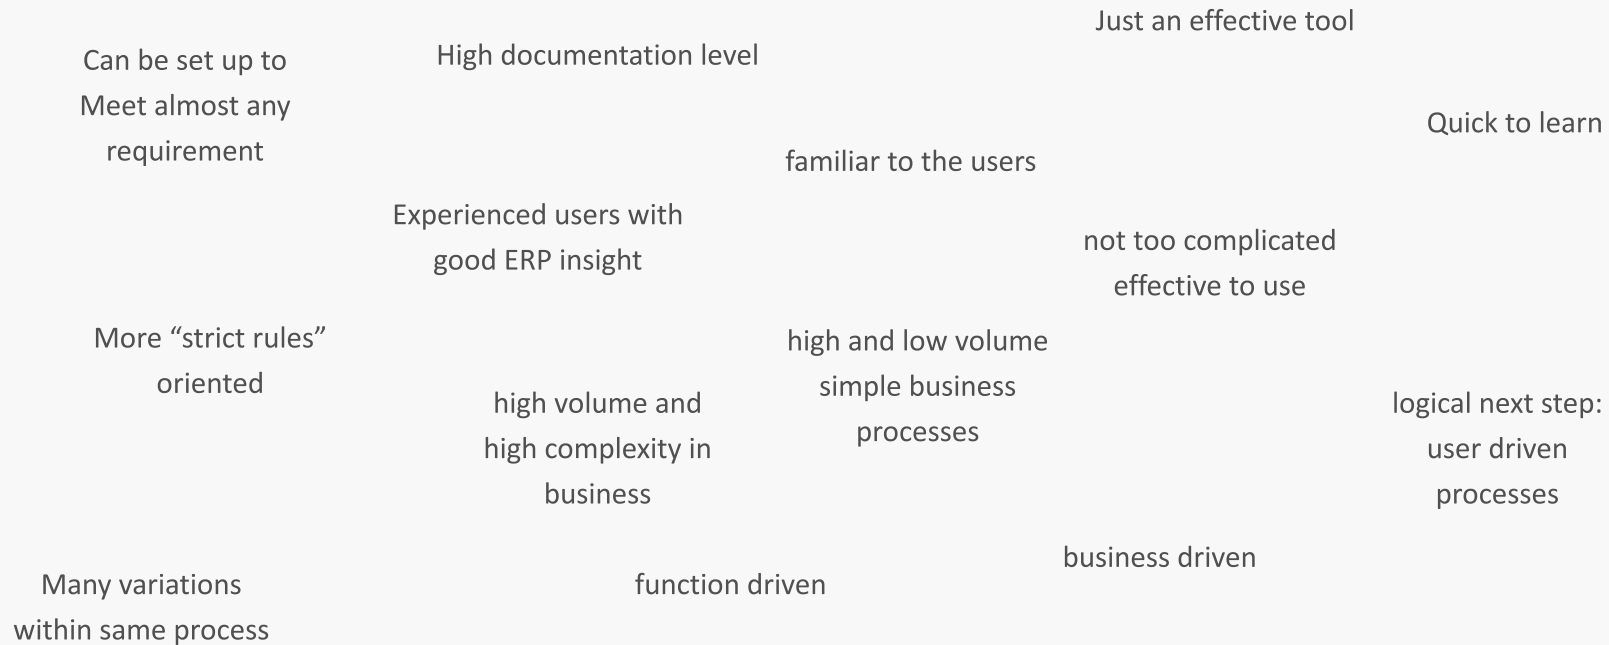 Just an effective tool
High documentation level
Can be set up to
Meet almost any
requirement
Quick to learn
familiar to the users
Experienced users with
good ERP insight
not too complicated
effective to use
More “strict rules”
oriented
high and low volume
simple business
processes
high volume and
high complexity in
business
logical next step:
user driven
processes
business driven
function driven
Many variations
within same process